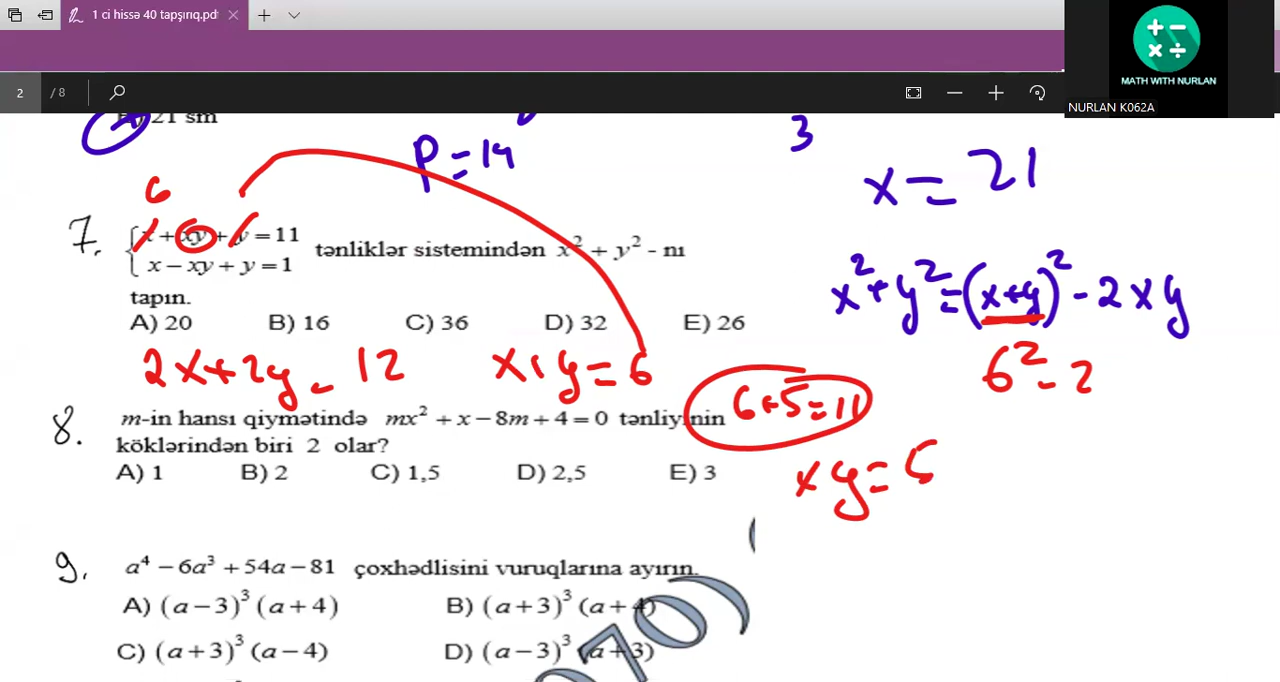 1 ci hissə 40 tapşırıq.pdf
2 / 8
MATH WITH NURLAN
NURLAN K062A
21 sm
P = 14
3
x = 21
6
7. { x + xy + y = 11
x − xy + y = 1
tənliklər sistemindən x² + y² - nı
tapın.
A) 20 B) 16 C) 36 D) 32 E) 26
x² + y² = (x+y)² - 2xy
6² - 2
2x + 2y = 12 x + y = 6
6 + 5 = 11
xy = 5
8. m-in hansı qiymətində mx² + x − 8m + 4 = 0 tənliyinin
köklərindən biri 2 olar?
A) 1 B) 2 C) 1,5 D) 2,5 E) 3
9. a⁴ − 6a³ + 54a − 81 çoxhədlisini vuruqlarına ayırın.
A) (a − 3)³ (a + 4) B) (a + 3)³ (a + 4)
C) (a + 3)³ (a − 4) D) (a − 3)³ (a + 3)
070)